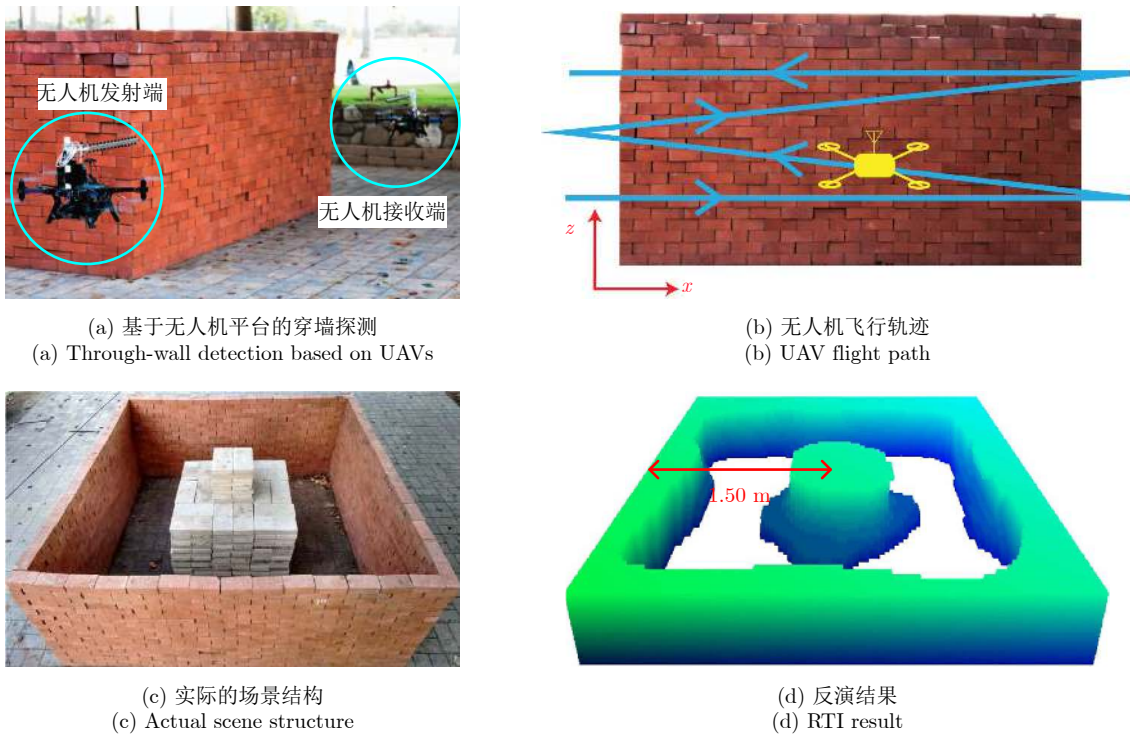 无人机发射端
无人机接收端
z
x
(a) 基于无人机平台的穿墙探测
(a) Through-wall detection based on UAVs
(b) 无人机飞行轨迹
(b) UAV flight path
1.50 m
(c) 实际的场景结构
(c) Actual scene structure
(d) 反演结果
(d) RTI result